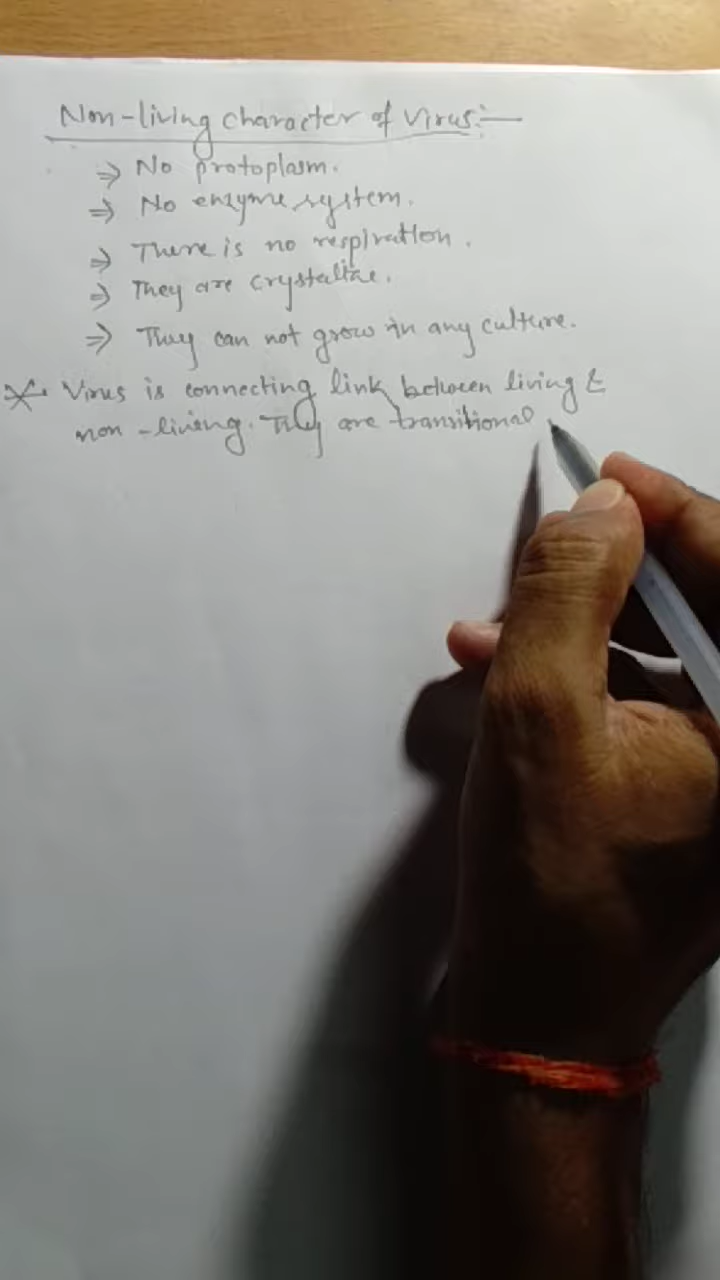 Non-living character of Virus:-
⇒ No protoplasm.
⇒ No enzyme system.
⇒ There is no respiration.
⇒ They are crystaline.
⇒ They can not grow in any culture.
* Virus is connecting link between living &
non-living. They are transitional